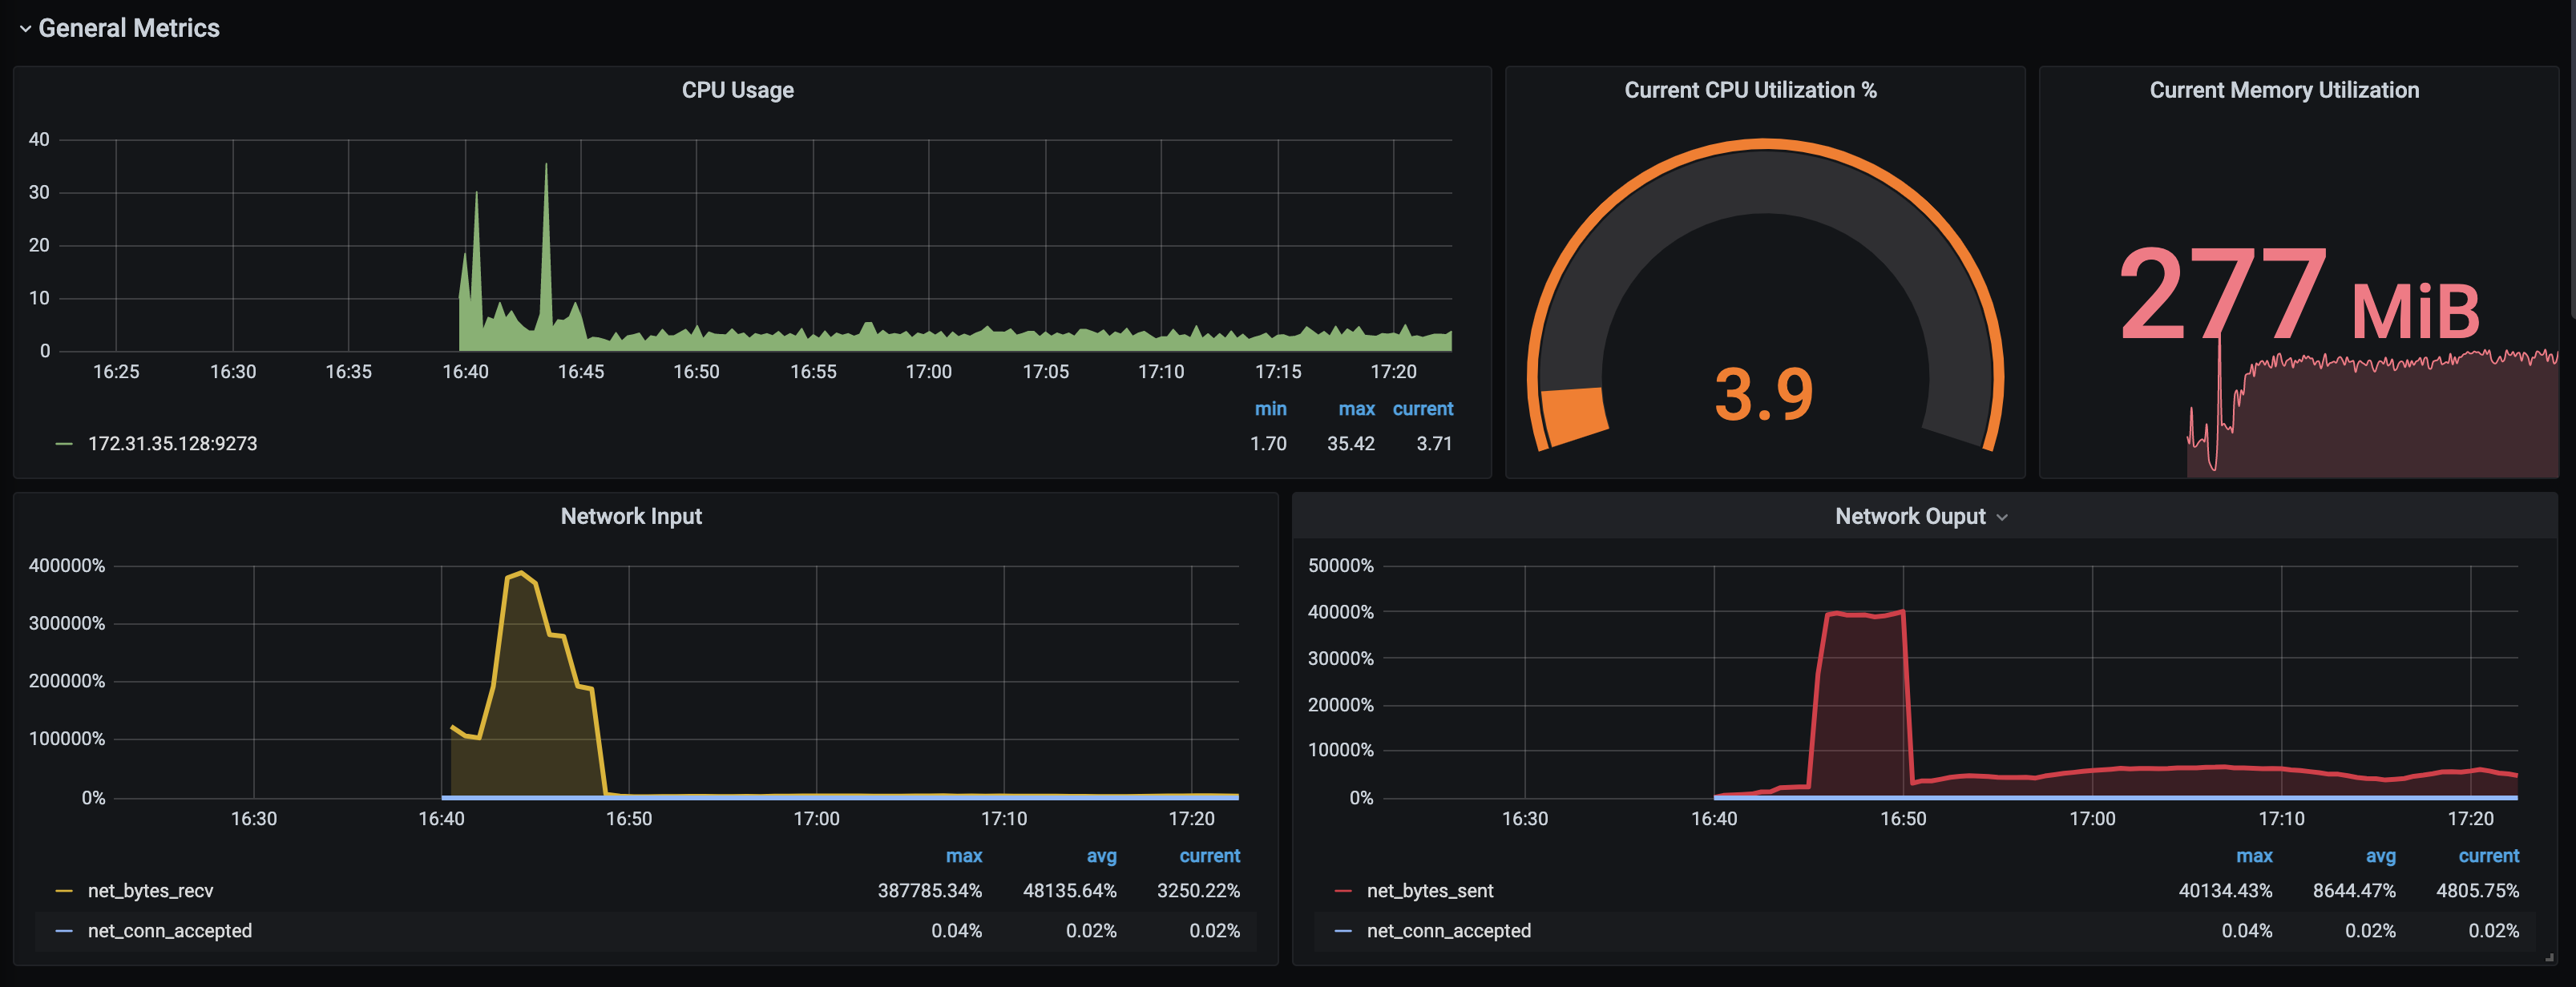 General Metrics
CPU Usage
40
30
20
10
0
16:25 16:30 16:35 16:40 16:45 16:50 16:55 17:00 17:05 17:10 17:15 17:20
min max current
172.31.35.128:9273 1.70 35.42 3.71
Current CPU Utilization %
3.9
Current Memory Utilization
277 MiB
Network Input
400000%
300000%
200000%
100000%
0%
16:30 16:40 16:50 17:00 17:10 17:20
max avg current
net_bytes_recv 387785.34% 48135.64% 3250.22%
net_conn_accepted 0.04% 0.02% 0.02%
Network Ouput
50000%
40000%
30000%
20000%
10000%
0%
16:30 16:40 16:50 17:00 17:10 17:20
max avg current
net_bytes_sent 40134.43% 8644.47% 4805.75%
net_conn_accepted 0.04% 0.02% 0.02%